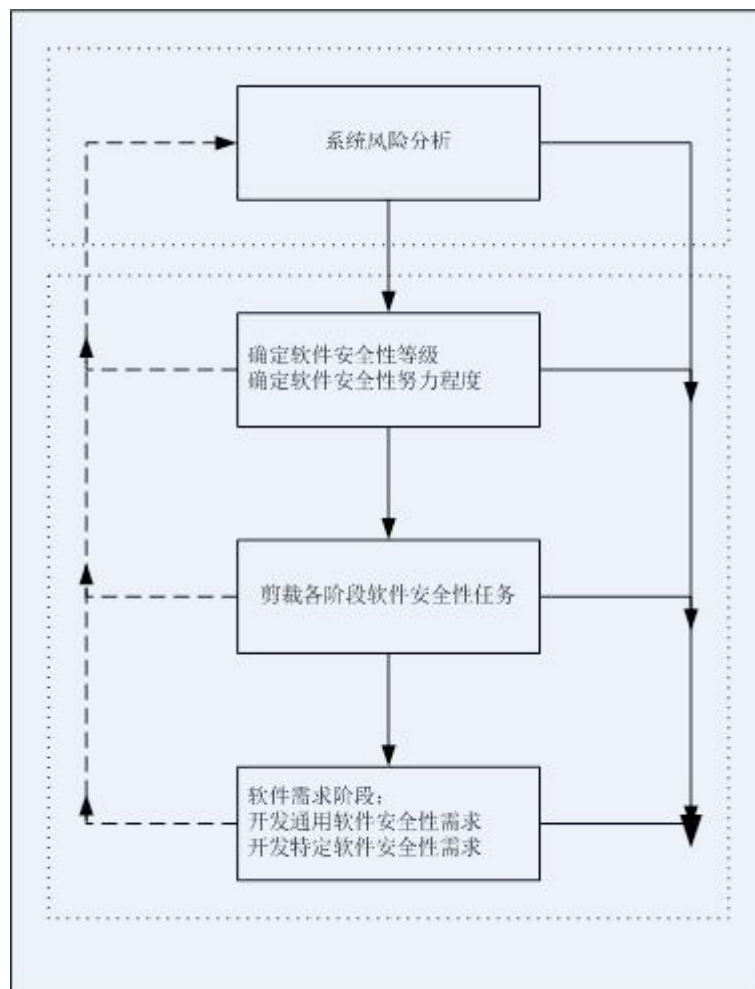 系统风险分析
确定软件安全性等级
确定软件安全性努力程度
剪裁各阶段软件安全性任务
软件需求阶段：
开发通用软件安全性需求
开发特定软件安全性需求